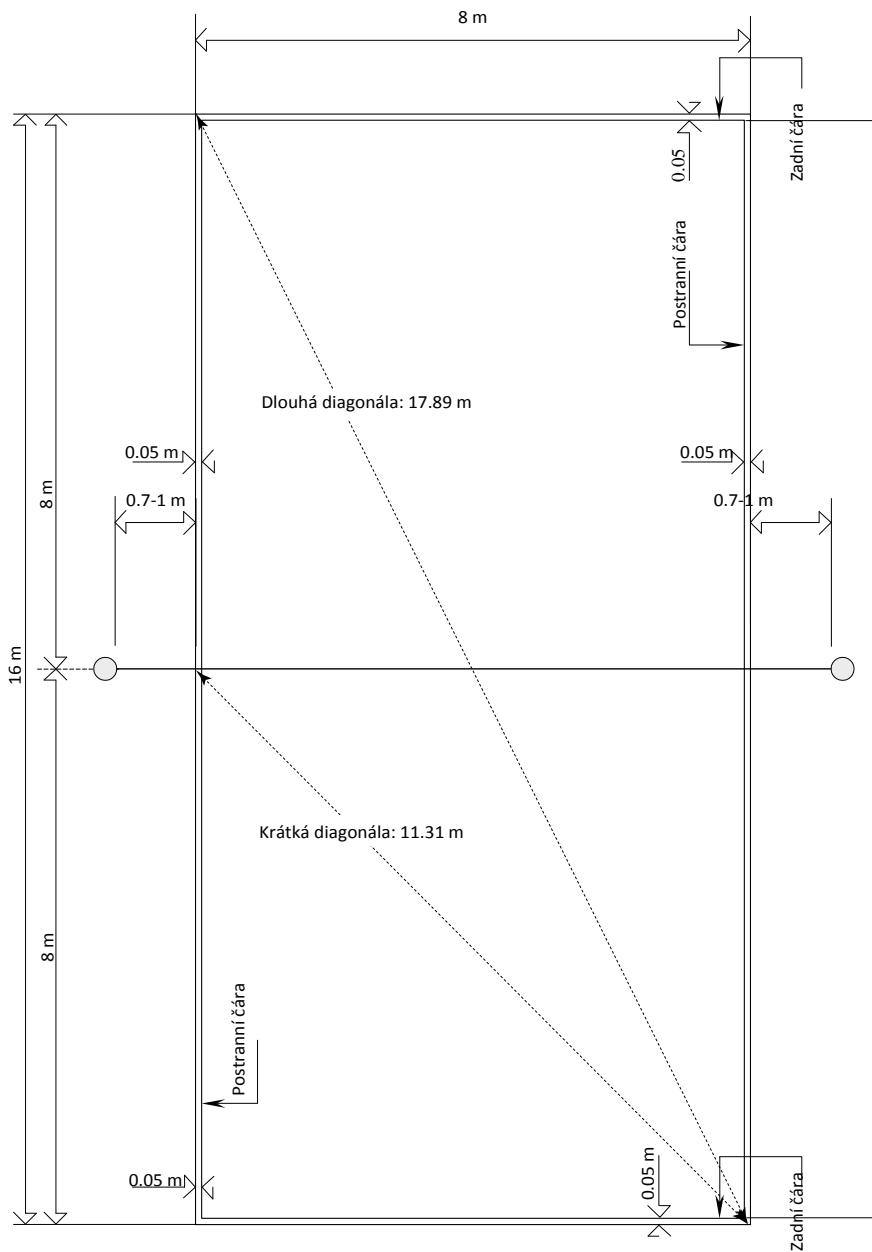 8 m
Zadní čára
0.05
Postranní čára
Dlouhá diagonála: 17.89 m
0.05 m
0.05 m
0.7-1 m
0.7-1 m
8 m
16 m
Krátká diagonála: 11.31 m
8 m
Postranní čára
0.05 m
0.05 m
Zadní čára